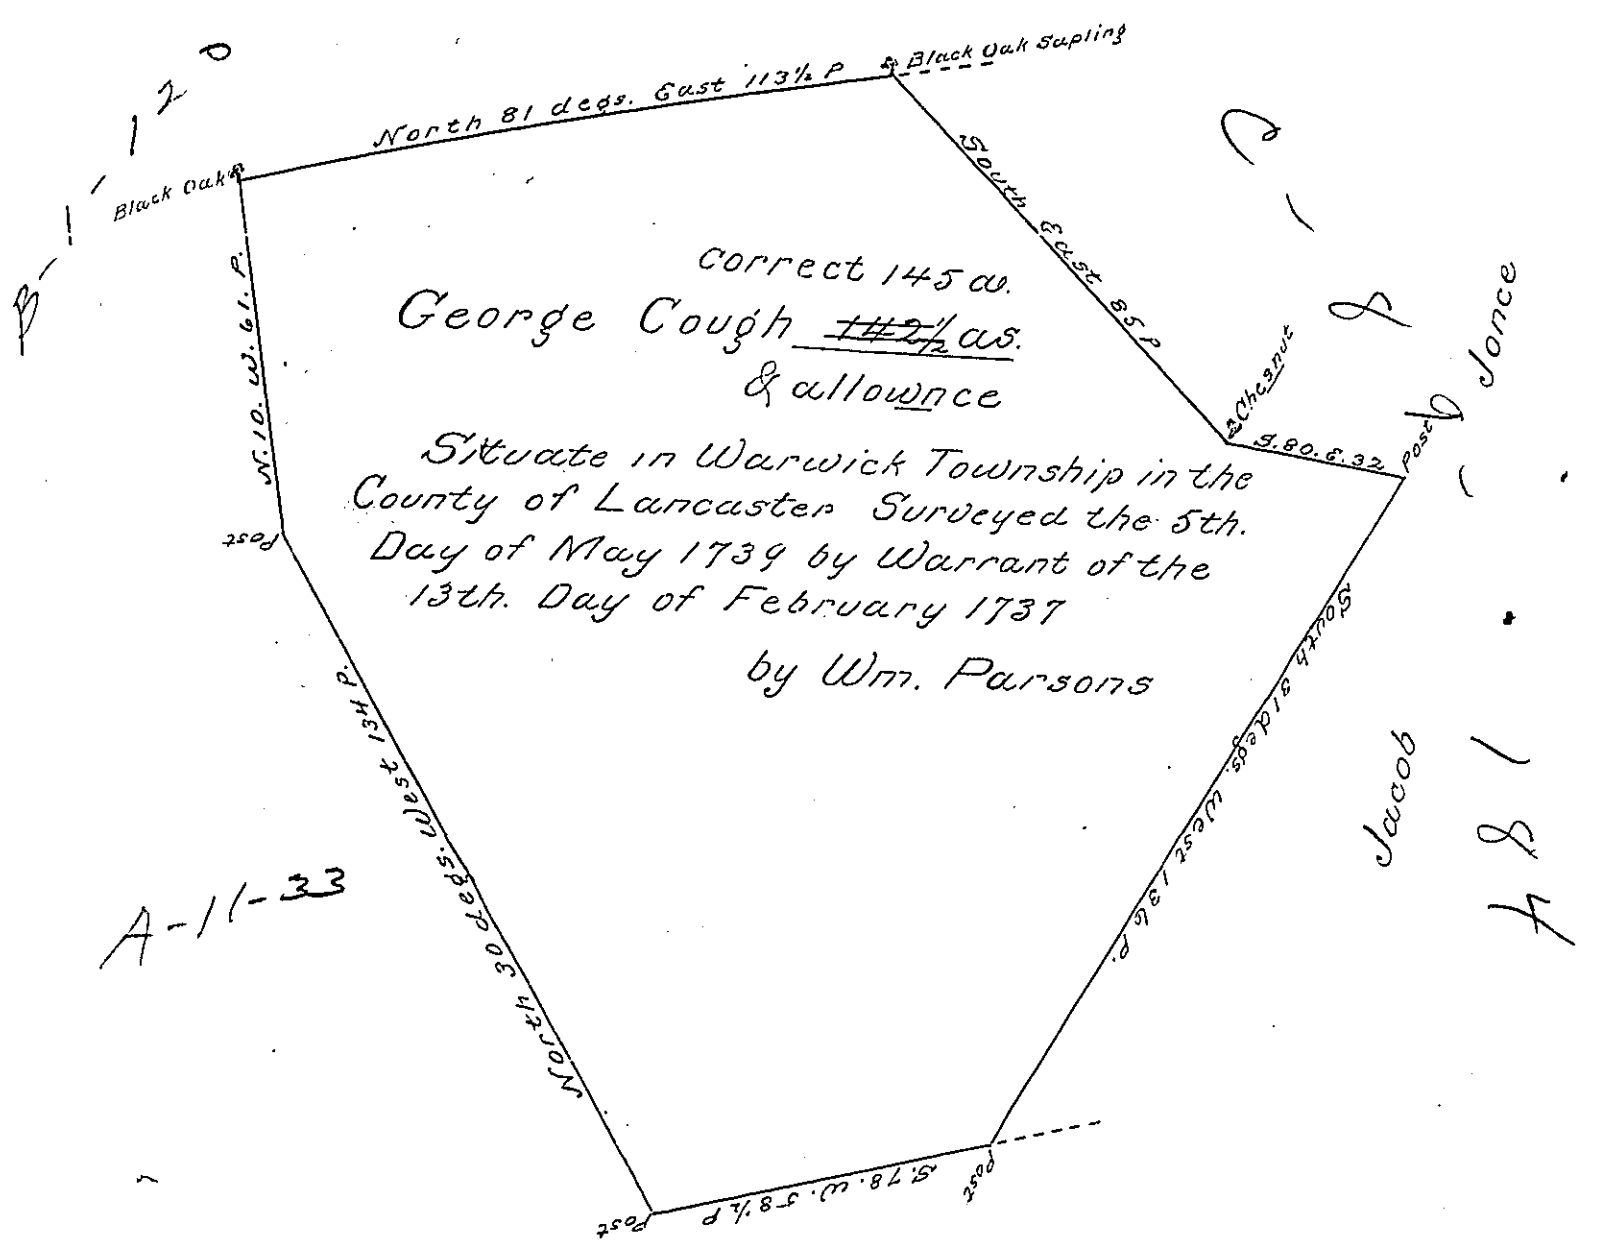 B-1-120
Black Oak
North 81 degs. East 113½ P
Black Oak Sapling
South East 85 P
Chesnut
S. 80. E. 32
Post
Jacob Jonce
C-86-184
South 31 degs. West 136 P.
Post
S. 78. W. 58½ P
Post
North 30 degs. West 134 P.
Post
N. 10. W. 61. P.
A-11-33
correct 145 a.
George Cough 142½ as.
& allownce
Situate in Warwick Township in the
County of Lancaster Surveyed the 5th.
Day of May 1739 by Warrant of the
13th. Day of February 1737
by Wm. Parsons